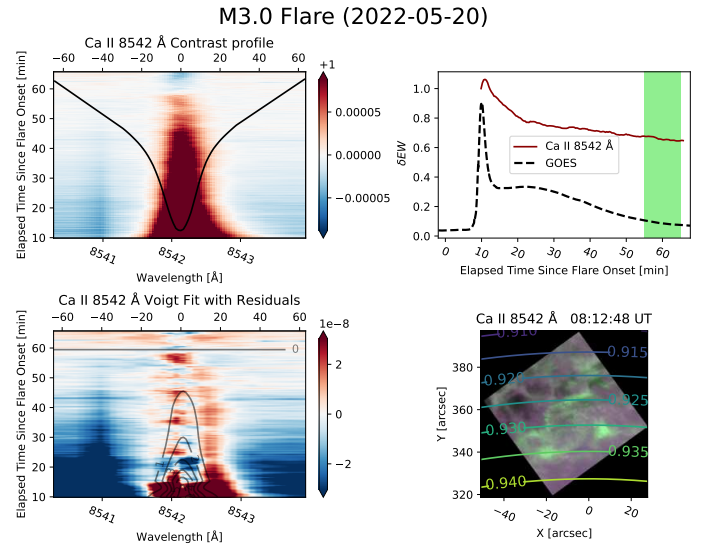 M3.0 Flare (2022-05-20)
Ca II 8542 Å Contrast profile
−60 −40 −20 0 20 40 60
+1
Elapsed Time Since Flare Onset [min]
60
50
40
30
20
10
0.00005
0.00000
−0.00005
8541 8542 8543
Wavelength [Å]
δEW
1.0
0.8
0.6
0.4
0.2
0.0
Ca II 8542 Å
GOES
0 10 20 30 40 50 60
Elapsed Time Since Flare Onset [min]
Ca II 8542 Å Voigt Fit with Residuals
−60 −40 −20 0 20 40 60
1e−8
Elapsed Time Since Flare Onset [min]
60
50
40
30
20
10
0
2
0
−2
8541 8542 8543
Wavelength [Å]
Ca II 8542 Å 08:12:48 UT
Y [arcsec]
380
360
340
320
0.910
0.915
0.920
0.925
0.930
0.935
0.940
−40 −20 0 20
X [arcsec]